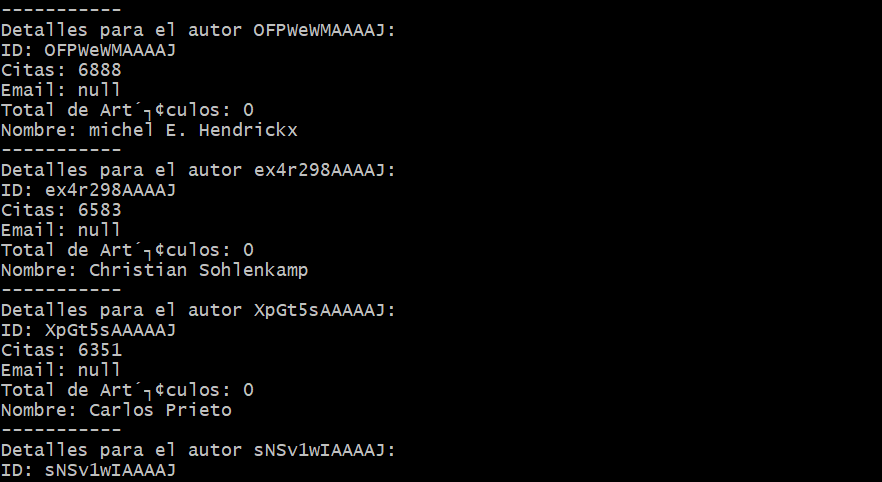 -----------
Detalles para el autor OFPWeWMAAAAJ:
ID: OFPWeWMAAAAJ
Citas: 6888
Email: null
Total de Art´┐¢culos: 0
Nombre: michel E. Hendrickx
-----------
Detalles para el autor ex4r298AAAAJ:
ID: ex4r298AAAAJ
Citas: 6583
Email: null
Total de Art´┐¢culos: 0
Nombre: Christian Sohlenkamp
-----------
Detalles para el autor XpGt5sAAAAAJ:
ID: XpGt5sAAAAAJ
Citas: 6351
Email: null
Total de Art´┐¢culos: 0
Nombre: Carlos Prieto
-----------
Detalles para el autor sNSv1wIAAAAJ:
ID: sNSv1wIAAAAJ